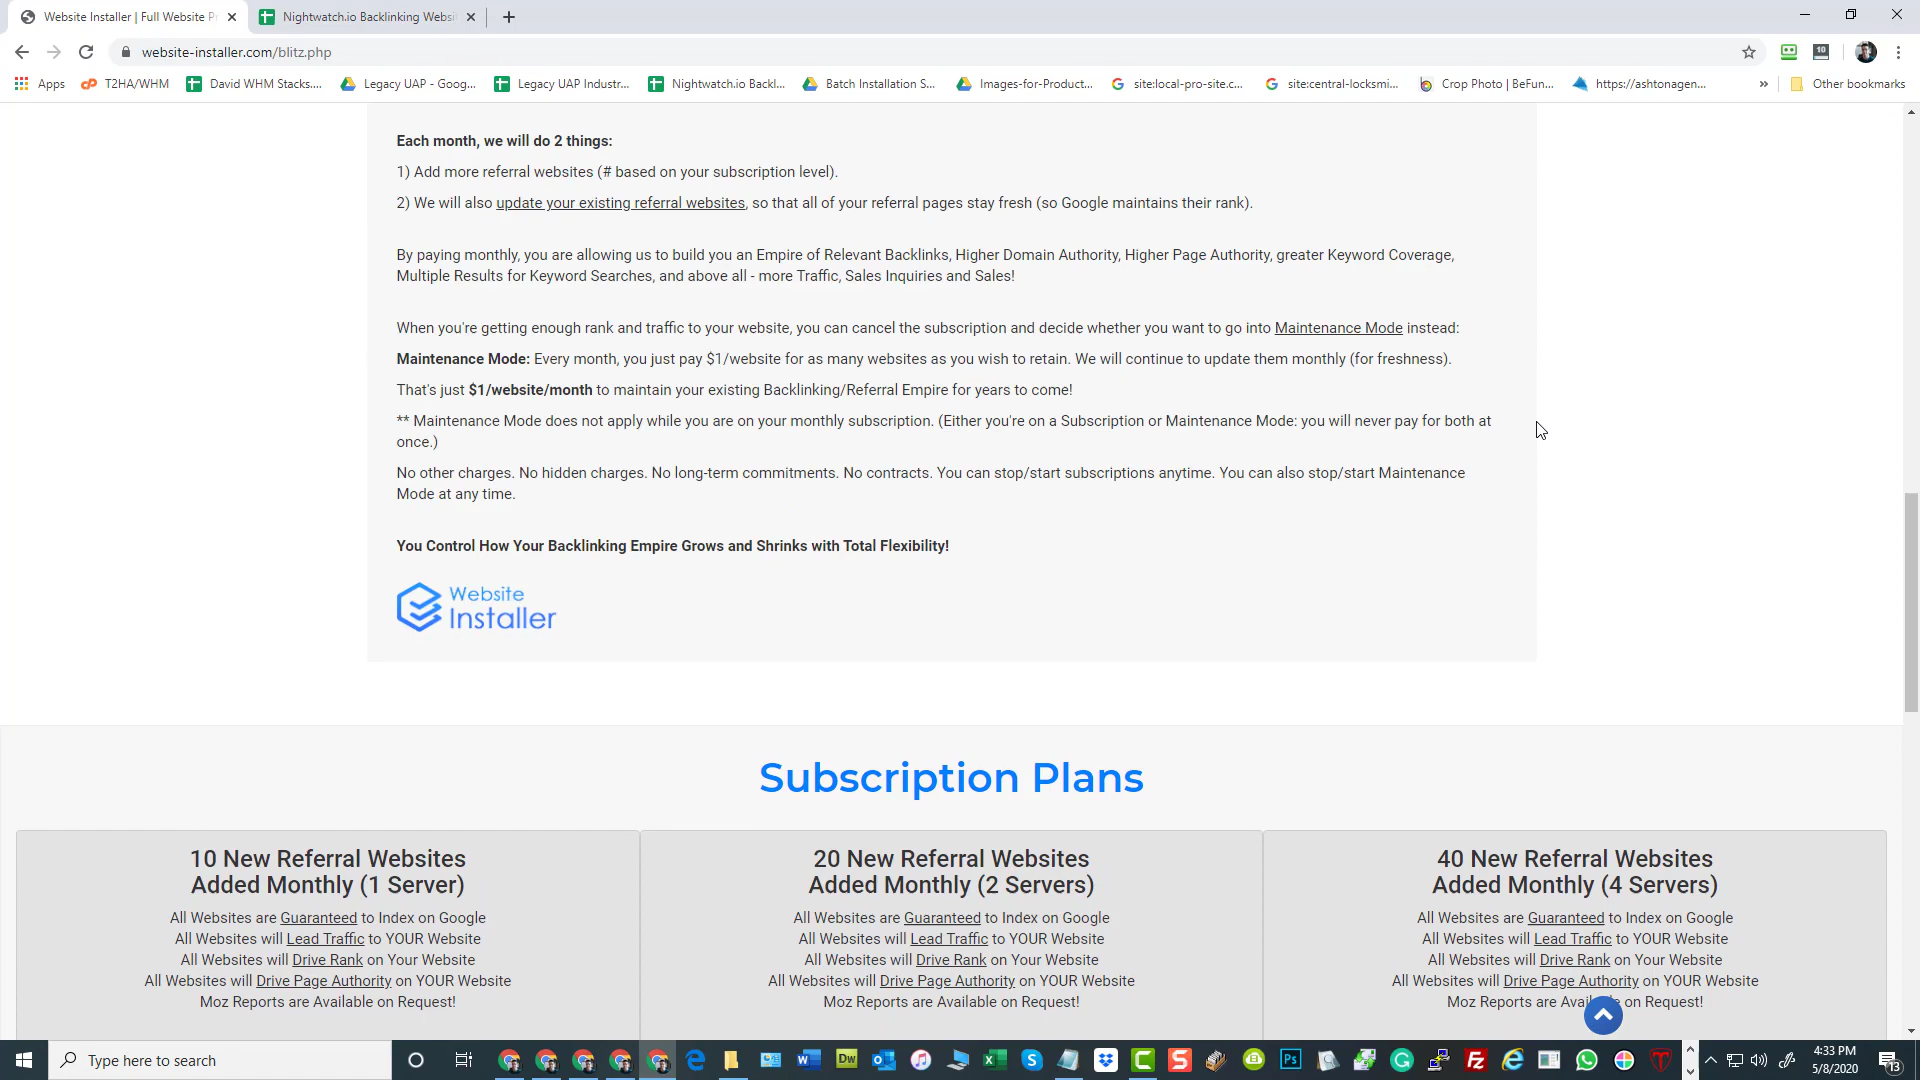 Website Installer | Full Website P
Nightwatch.io Backlinking Websi
website-installer.com/blitz.php
10
Apps
T2HA/WHM
David WHM Stacks....
Legacy UAP - Goog...
Legacy UAP Industr...
Nightwatch.io Backl...
Batch Installation S...
Images-for-Product...
site:local-pro-site.c...
site:central-locksmi...
Crop Photo | BeFun...
https://ashtonagen...
»
Other bookmarks
Each month, we will do 2 things:
1) Add more referral websites (# based on your subscription level).
2) We will also update your existing referral websites, so that all of your referral pages stay fresh (so Google maintains their rank).
By paying monthly, you are allowing us to build you an Empire of Relevant Backlinks, Higher Domain Authority, Higher Page Authority, greater Keyword Coverage,
Multiple Results for Keyword Searches, and above all - more Traffic, Sales Inquiries and Sales!
When you're getting enough rank and traffic to your website, you can cancel the subscription and decide whether you want to go into Maintenance Mode instead:
Maintenance Mode: Every month, you just pay $1/website for as many websites as you wish to retain. We will continue to update them monthly (for freshness).
That's just $1/website/month to maintain your existing Backlinking/Referral Empire for years to come!
** Maintenance Mode does not apply while you are on your monthly subscription. (Either you're on a Subscription or Maintenance Mode: you will never pay for both at
once.)
No other charges. No hidden charges. No long-term commitments. No contracts. You can stop/start subscriptions anytime. You can also stop/start Maintenance
Mode at any time.
You Control How Your Backlinking Empire Grows and Shrinks with Total Flexibility!
Website
Installer
Subscription Plans
10 New Referral Websites
Added Monthly (1 Server)
All Websites are Guaranteed to Index on Google
All Websites will Lead Traffic to YOUR Website
All Websites will Drive Rank on Your Website
All Websites will Drive Page Authority on YOUR Website
Moz Reports are Available on Request!
20 New Referral Websites
Added Monthly (2 Servers)
All Websites are Guaranteed to Index on Google
All Websites will Lead Traffic to YOUR Website
All Websites will Drive Rank on Your Website
All Websites will Drive Page Authority on YOUR Website
Moz Reports are Available on Request!
40 New Referral Websites
Added Monthly (4 Servers)
All Websites are Guaranteed to Index on Google
All Websites will Lead Traffic to YOUR Website
All Websites will Drive Rank on Your Website
All Websites will Drive Page Authority on YOUR Website
Moz Reports are on Request!
Type here to search
4:33 PM
5/8/2020
13